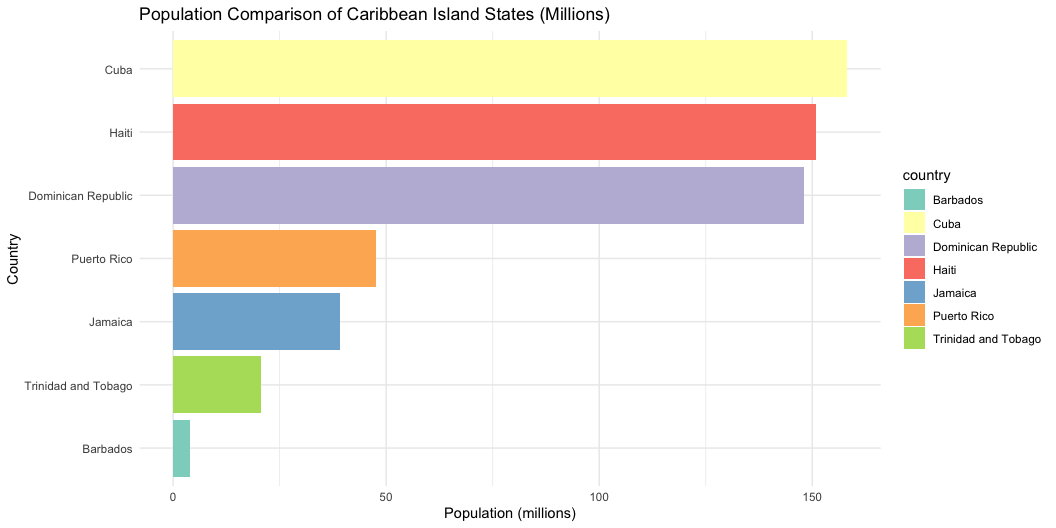 Population Comparison of Caribbean Island States (Millions)
Country
Cuba
Haiti
Dominican Republic
Puerto Rico
Jamaica
Trinidad and Tobago
Barbados
0
50
100
150
Population (millions)
country
Barbados
Cuba
Dominican Republic
Haiti
Jamaica
Puerto Rico
Trinidad and Tobago